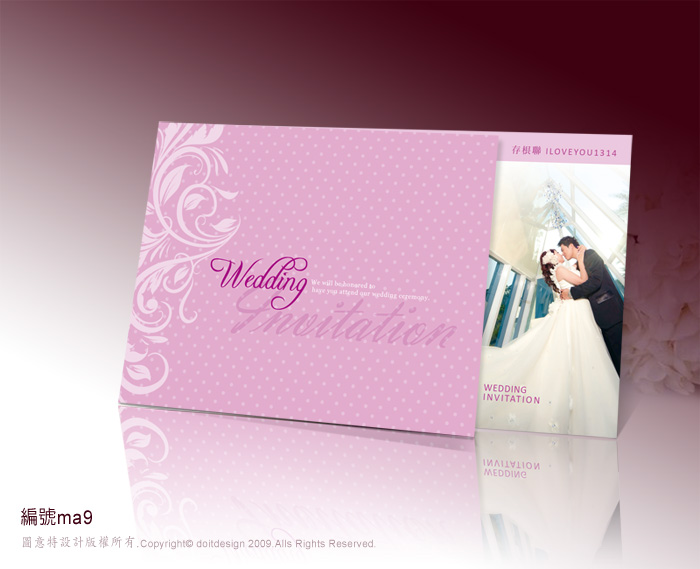 存根聯 ILOVEYOU1314
Wedding
We will be honored to
have you attend our wedding ceremony.
Invitation
WEDDING
INVITATION
編號ma9
圖意特設計版權所有.Copyright© doitdesign 2009.Alls Rights Reserved.